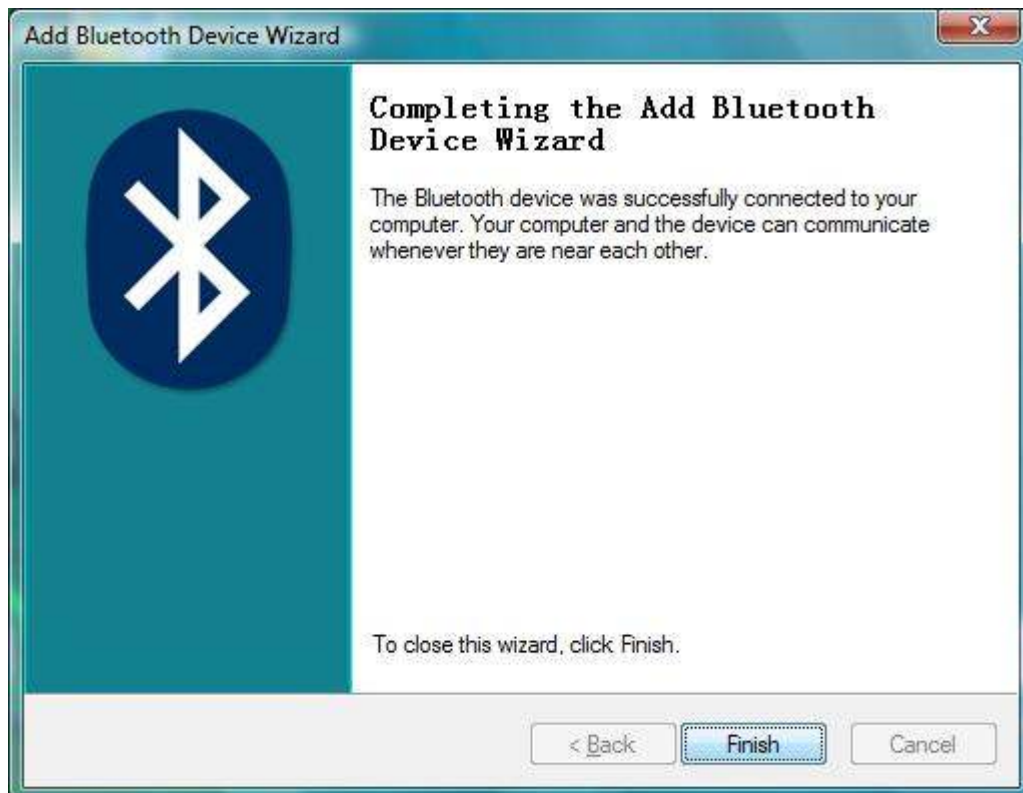 Add Bluetooth Device Wizard
Completing the Add Bluetooth
Device Wizard
The Bluetooth device was successfully connected to your
computer. Your computer and the device can communicate
whenever they are near each other.
To close this wizard, click Finish.
< Back Finish Cancel